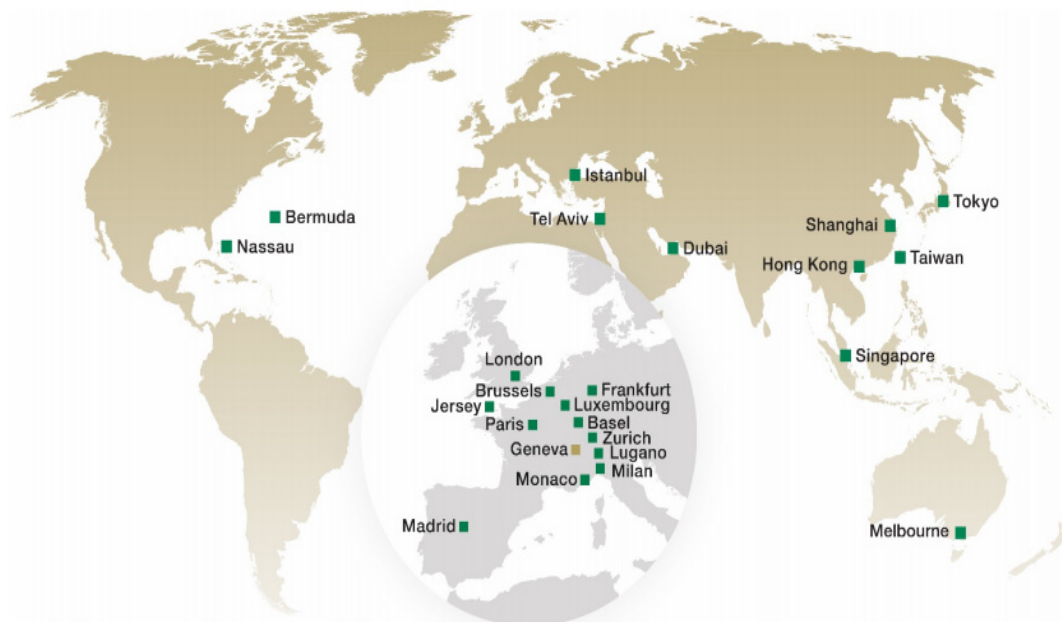 Istanbul
Tokyo
Bermuda
Tel Aviv
Shanghai
Nassau
Dubai
Taiwan
Hong Kong
Singapore
London
Brussels
Frankfurt
Jersey
Luxembourg
Paris
Basel
Zurich
Geneva
Lugano
Milan
Monaco
Madrid
Melbourne